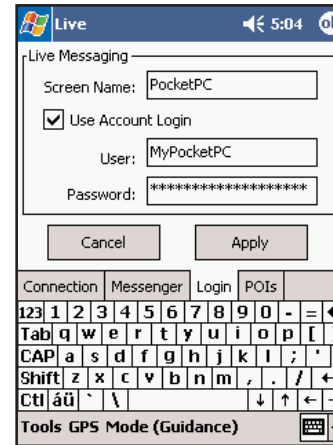 Live 5:04 ok
Live Messaging
Screen Name: PocketPC
Use Account Login
User: MyPocketPC
Password: ********************
Cancel Apply
Connection Messenger Login POIs
123 1 2 3 4 5 6 7 8 9 0 - =
Tab q w e r t y u i o p [
CAP a s d f g h j k l ; '
Shift z x c v b n m , . /
Ctl áü ` \ ↓ ↑ ←
Tools GPS Mode (Guidance)